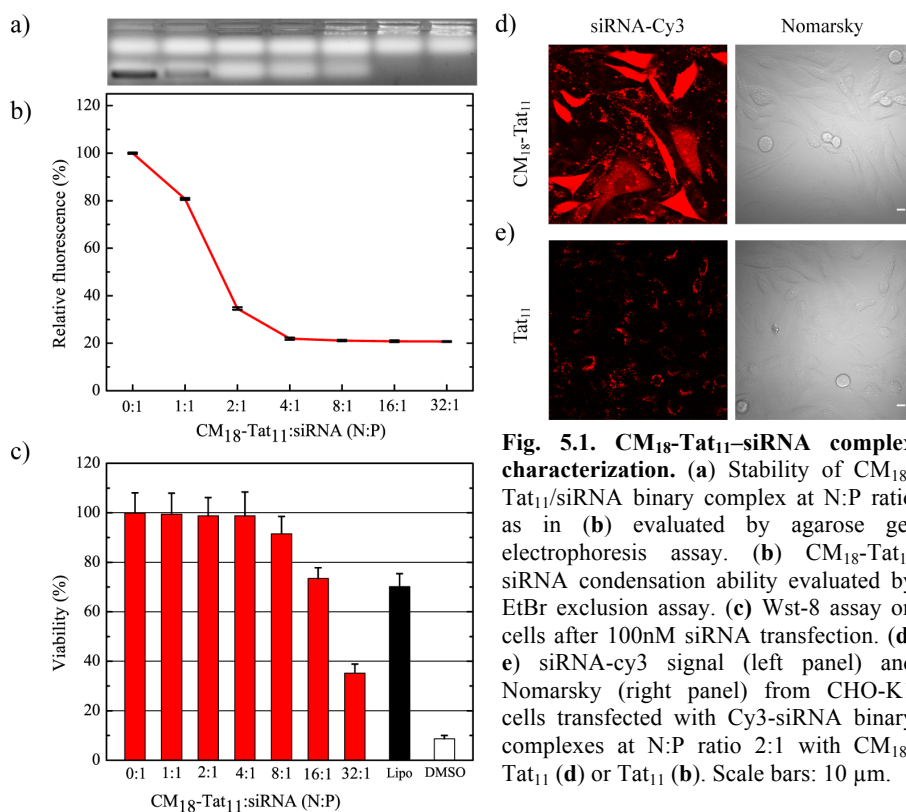 a)
b)
120
100
80
60
40
20
0
Relative fluorescence (%)
0:1 1:1 2:1 4:1 8:1 16:1 32:1
CM18-Tat11:siRNA (N:P)
c)
120
100
80
60
40
20
0
Viability (%)
0:1 1:1 2:1 4:1 8:1 16:1 32:1 Lipo DMSO
CM18-Tat11:siRNA (N:P)
d)
siRNA-Cy3 Nomarsky
CM18-Tat11
e)
Tat11
Fig. 5.1. CM18-Tat11–siRNA complex
characterization. (a) Stability of CM18
Tat11/siRNA binary complex at N:P ratio
as in (b) evaluated by agarose ge
electrophoresis assay. (b) CM18-Tat1
siRNA condensation ability evaluated by
EtBr exclusion assay. (c) Wst-8 assay on
cells after 100nM siRNA transfection. (d
e) siRNA-cy3 signal (left panel) and
Nomarsky (right panel) from CHO-K
cells transfected with Cy3-siRNA binary
complexes at N:P ratio 2:1 with CM18
Tat11 (d) or Tat11 (b). Scale bars: 10 µm.